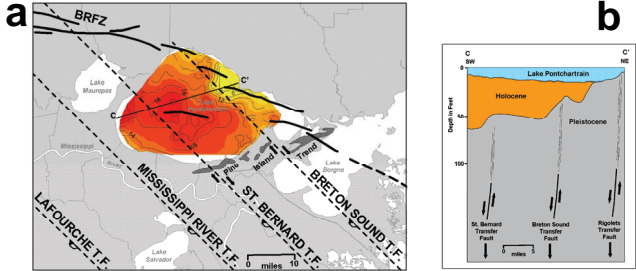 a
BRFZ
Lake
Maurepas
C'
C
Mississippi
River
Pine
Island
Trend
Lake
Borgne
LAFOURCHE T.F.
MISSISSIPPI RIVER T.F.
ST. BERNARD T.F.
BRETON SOUND T.F.
Lake
Salvador
0 10
miles
b
C
SW
C'
NE
0
50
100
Depth in Feet
Lake Pontchartrain
Holocene
Pleistocene
St. Bernard
Transfer
Fault
Breton Sound
Transfer
Fault
Rigolets
Transfer
Fault
0 5
miles